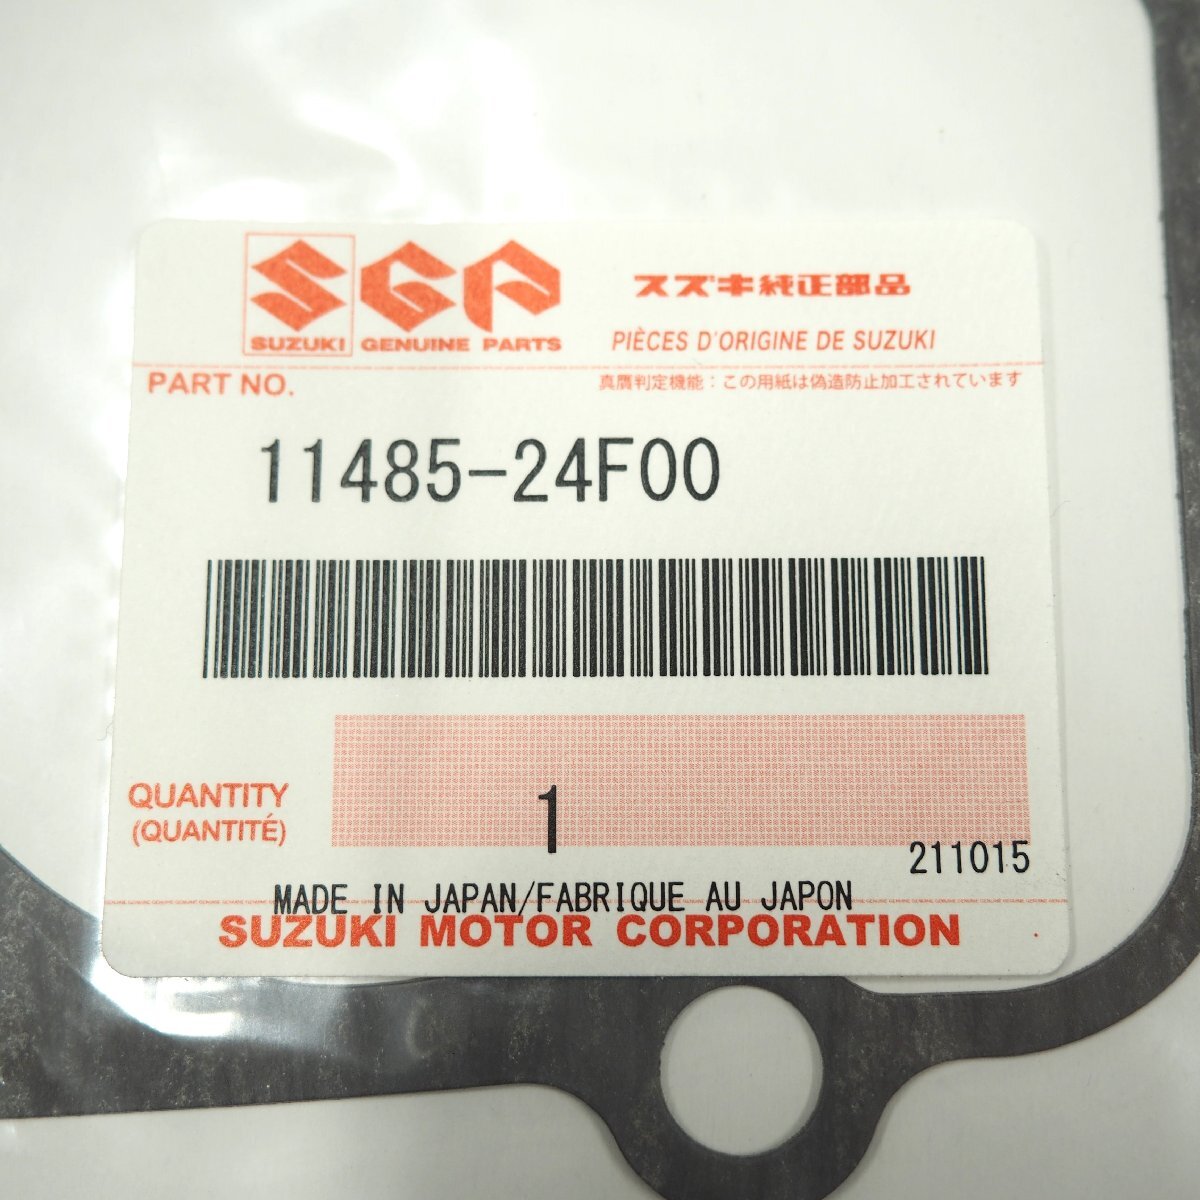 SGP
スズキ純正部品
SUZUKI GENUINE PARTS
PIÈCES D'ORIGINE DE SUZUKI
PART NO.
真贋判定機能：この用紙は偽造防止加工されています
11485-24F00
QUANTITY
(QUANTITÉ)
1
211015
MADE IN JAPAN/FABRIQUE AU JAPON
SUZUKI MOTOR CORPORATION